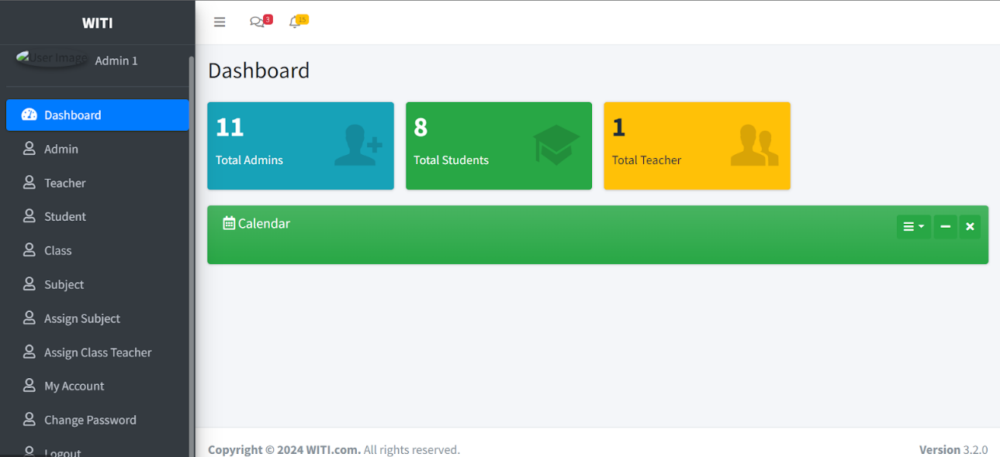 WITI
3
15
User Image
Admin 1
Dashboard
Admin
Teacher
Student
Class
Subject
Assign Subject
Assign Class Teacher
My Account
Change Password
Logout
Dashboard
11
Total Admins
8
Total Students
1
Total Teacher
Calendar
Copyright © 2024 WITI.com. All rights reserved.
Version 3.2.0